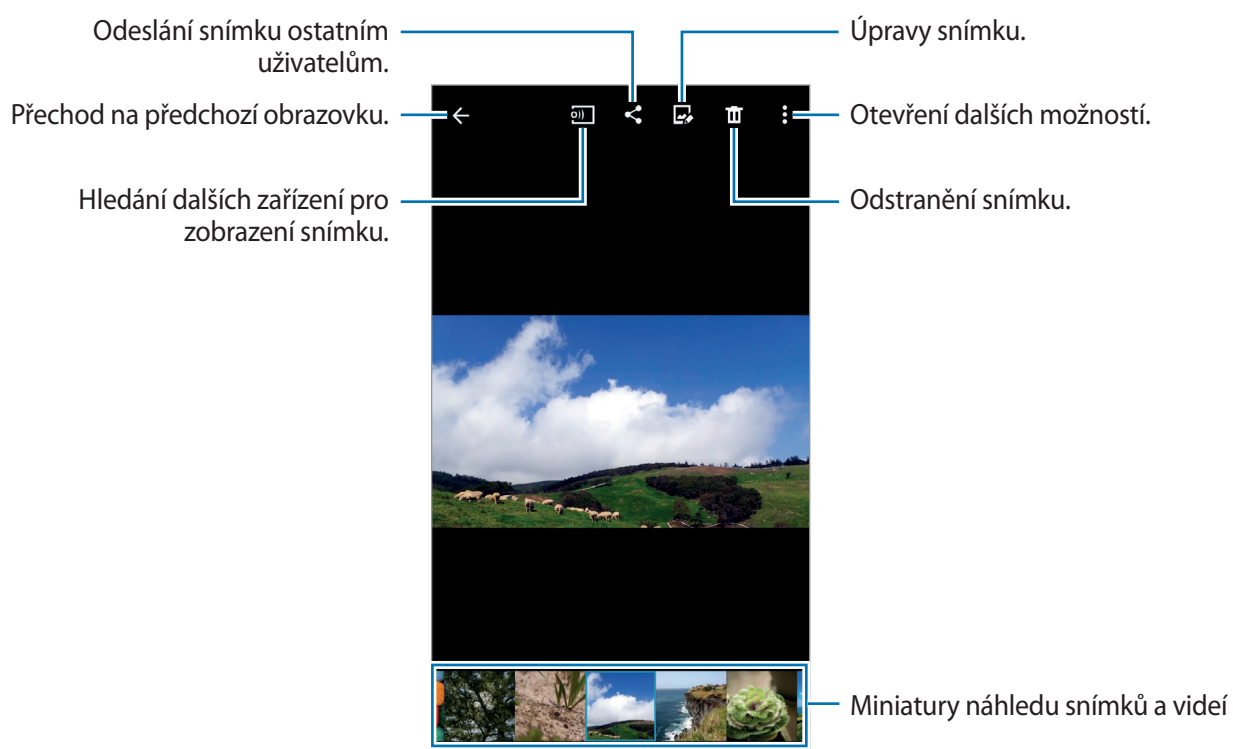 Odeslání snímku ostatním
uživatelům.
Přechod na předchozí obrazovku.
Hledání dalších zařízení pro
zobrazení snímku.
Úpravy snímku.
Otevření dalších možností.
Odstranění snímku.
Miniatury náhledu snímků a videí